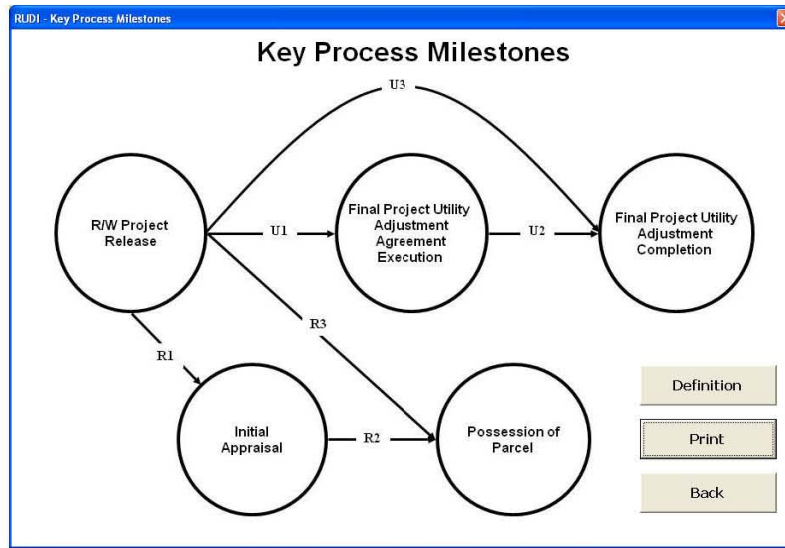 RUDI - Key Process Milestones
Key Process Milestones
U3
R/W Project
Release
U1
Final Project Utility
Adjustment
Agreement
Execution
U2
Final Project Utility
Adjustment
Completion
R3
R1
Initial
Appraisal
R2
Possession of
Parcel
Definition
Print
Back